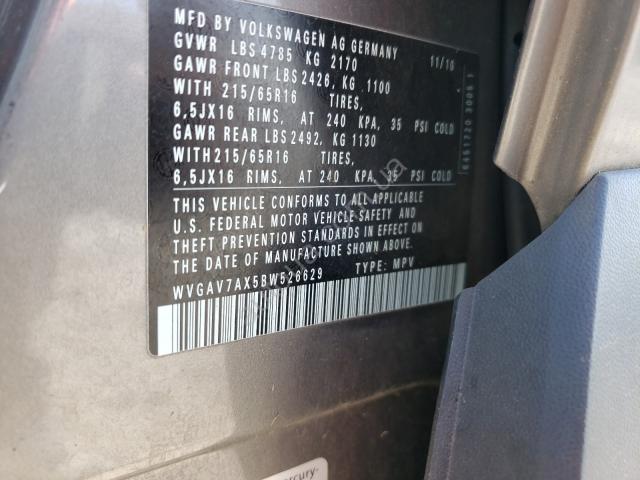 MFD BY VOLKSWAGEN AG GERMANY 11/10
GVWR LBS 4785 KG 2170
GAWR FRONT LBS 2426, KG 1100
WITH 215/65R16 TIRES,
6,5JX16 RIMS, AT 240 KPA, 35 PSI COLD
GAWR REAR LBS 2492, KG 1130
WITH215/65R16 TIRES,
6,5JX16 RIMS, AT 240 KPA, 35 PSI COLD
THIS VEHICLE CONFORMS TO ALL APPLICABLE
U.S. FEDERAL MOTOR VEHICLE SAFETY AND
THEFT PREVENTION STANDARDS IN EFFECT ON
THE DATE OF MANUFACTURE SHOWN ABOVE.
WVGAV7AX5BW526629 TYPE: MPV